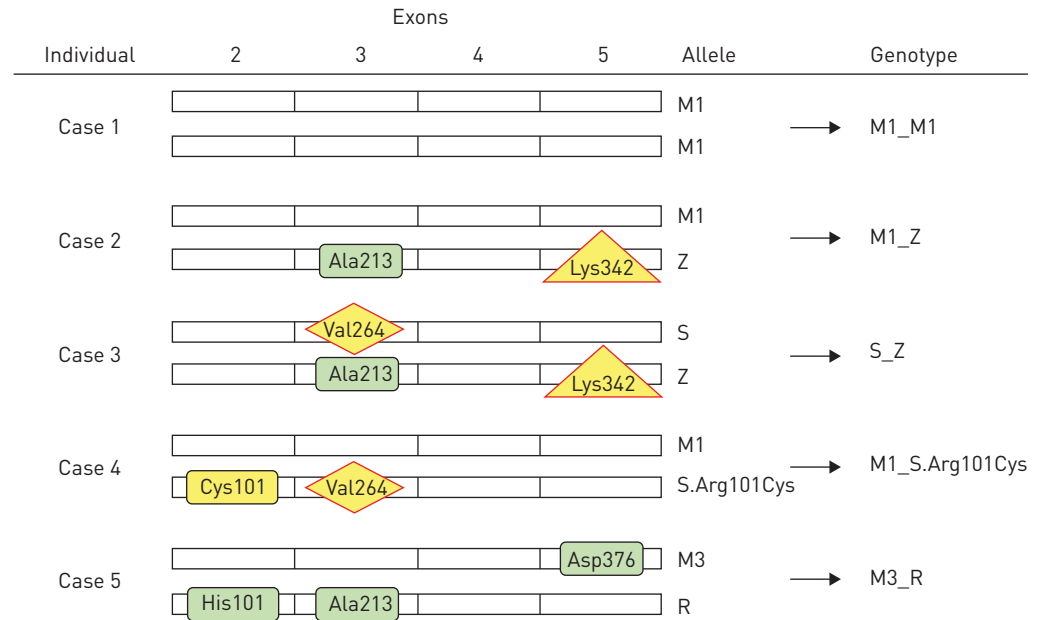 Exons
Individual 2 3 4 5 Allele Genotype
M1
Case 1 M1_M1
M1
M1
Case 2 M1_Z
Ala213 Lys342 Z
Val264 S
Case 3 S_Z
Ala213 Lys342 Z
M1
Case 4 M1_S.Arg101Cys
Cys101 Val264 S.Arg101Cys
Asp376 M3
Case 5 M3_R
His101 Ala213 R